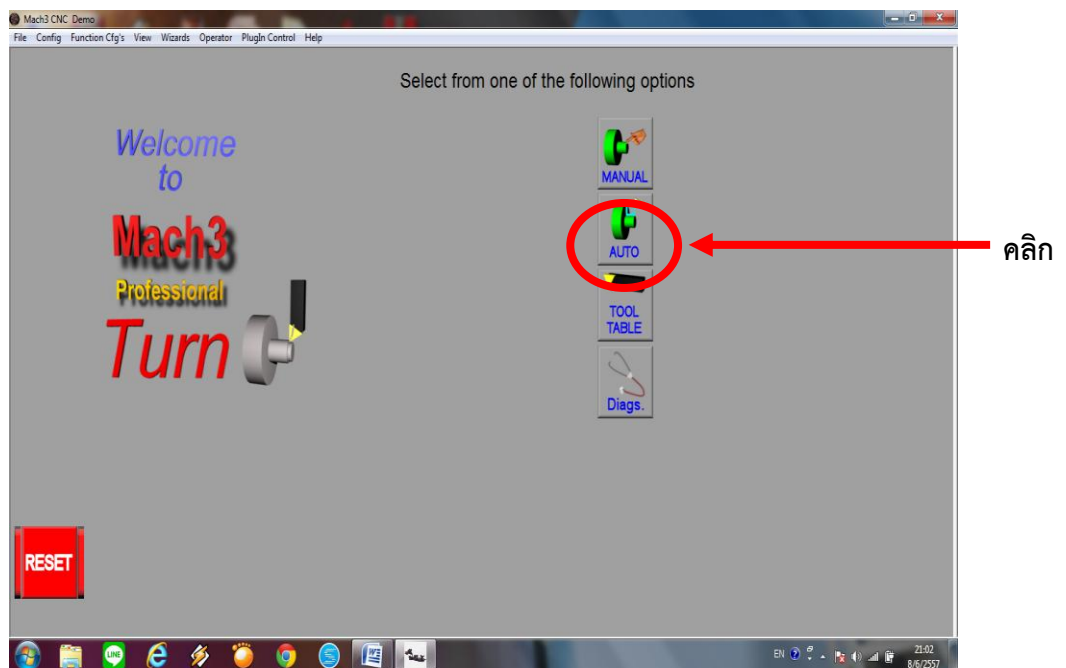 Mach3 CNC Demo
File Config Function Cfg's View Wizards Operator PlugIn Control Help
Select from one of the following options
Welcome
to
Mach3
Professional
Turn
MANUAL
AUTO
คลิก
TOOL
TABLE
Diags.
RESET
LINE
EN
21:02
8/6/2557